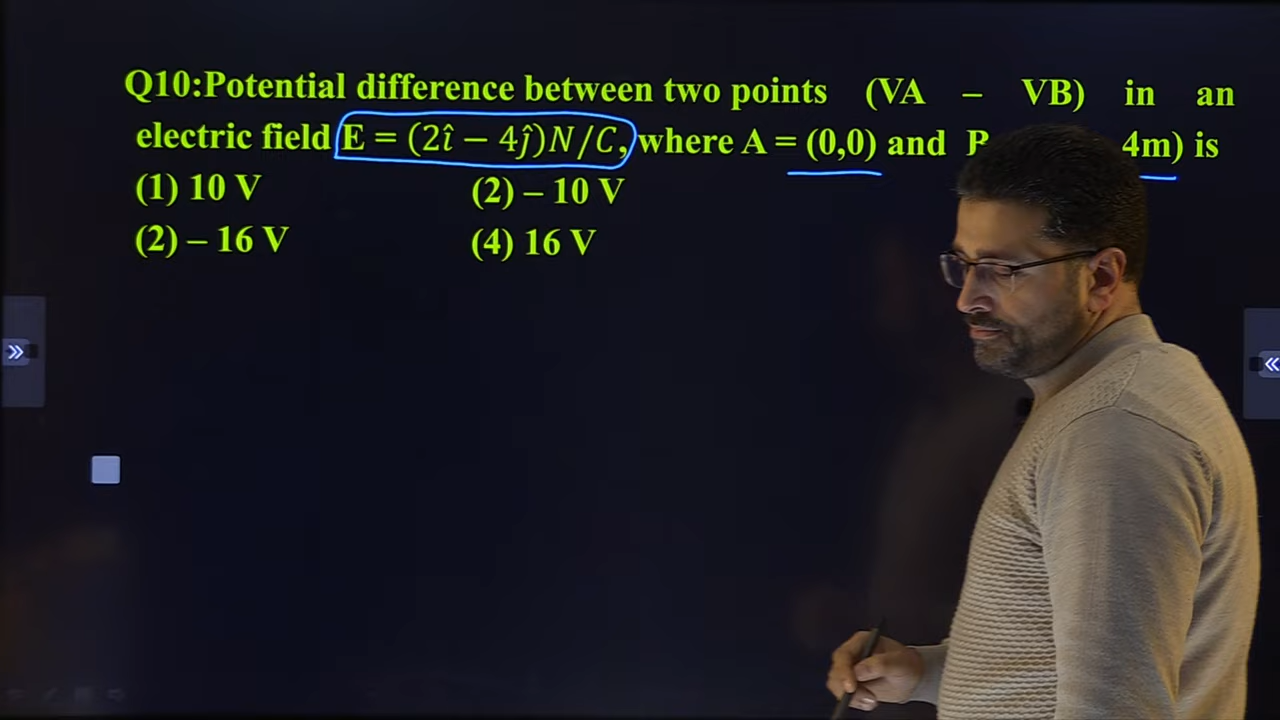 Q10:Potential difference between two points (VA – VB) in an
electric field E = (2î – 4ĵ)N/C, where A = (0,0) and 4m) is
(1) 10 V (2) – 10 V
(2) – 16 V (4) 16 V
»
«